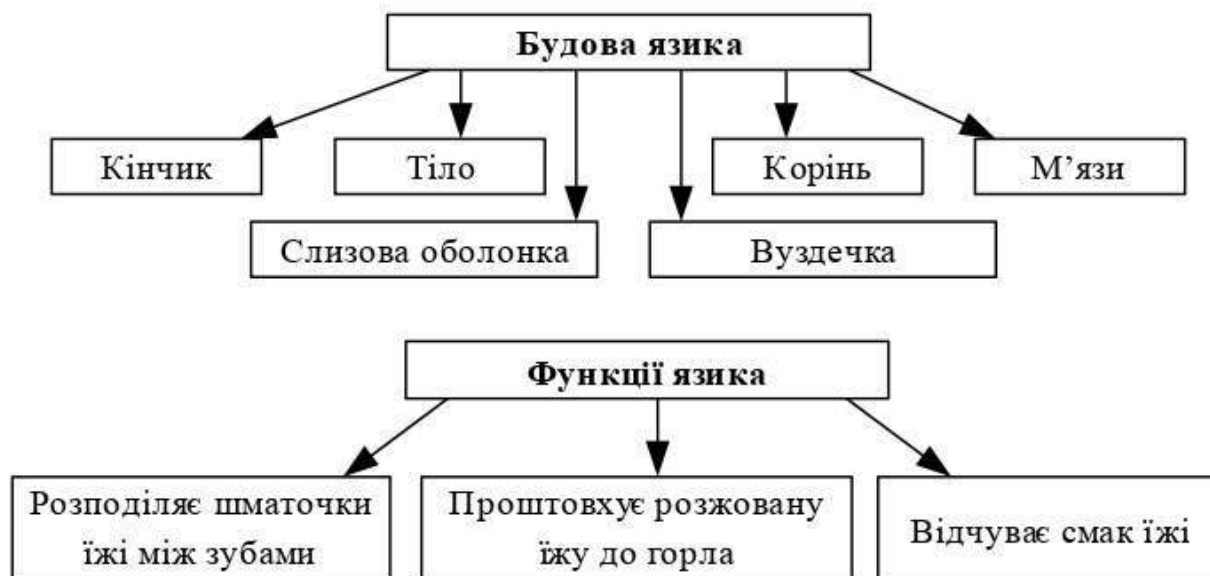 Будова язика
Кінчик
Тіло
Корінь
М’язи
Слизова оболонка
Вуздечка
Функції язика
Розподіляє шматочки
їжі між зубами
Проштовхує розжовану
їжу до горла
Відчуває смак їжі